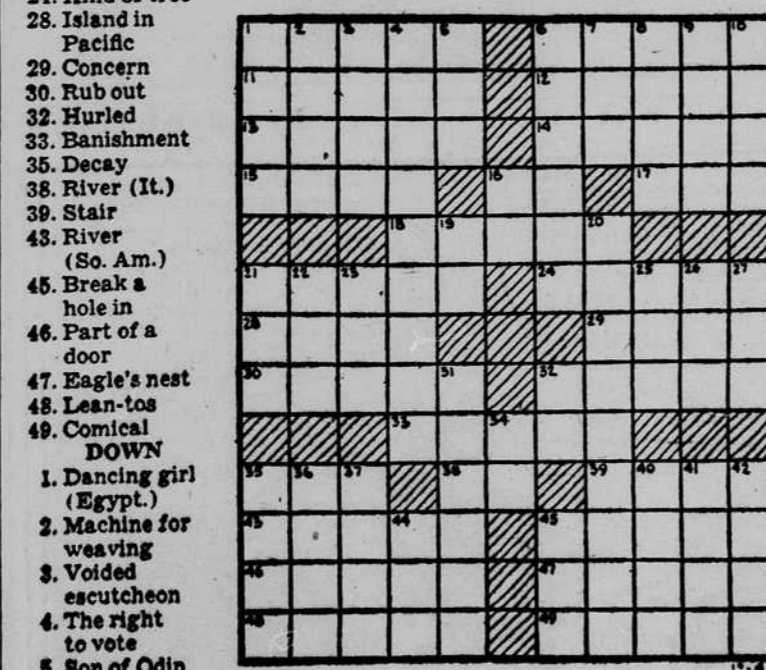 28. Island in
Pacific
29. Concern
30. Rub out
32. Hurled
33. Banishment
35. Decay
38. River (It.)
39. Stair
43. River
(So. Am.)
45. Break a
hole in
46. Part of a
door
47. Eagle's nest
48. Lean-tos
49. Comical
DOWN
1. Dancing girl
(Egypt.)
2. Machine for
weaving
3. Voided
escutcheon
4. The right
to vote
5. Son of Odin
1 2 3 4 5 6 7 8 9 10
11 12
13 14
15 16 17
18 19 20
21 22 23 24 25 26 27
28 29
30 31 32
33 34
35 36 37 38 39 40 41 42
43 44 45
46 47
48 49